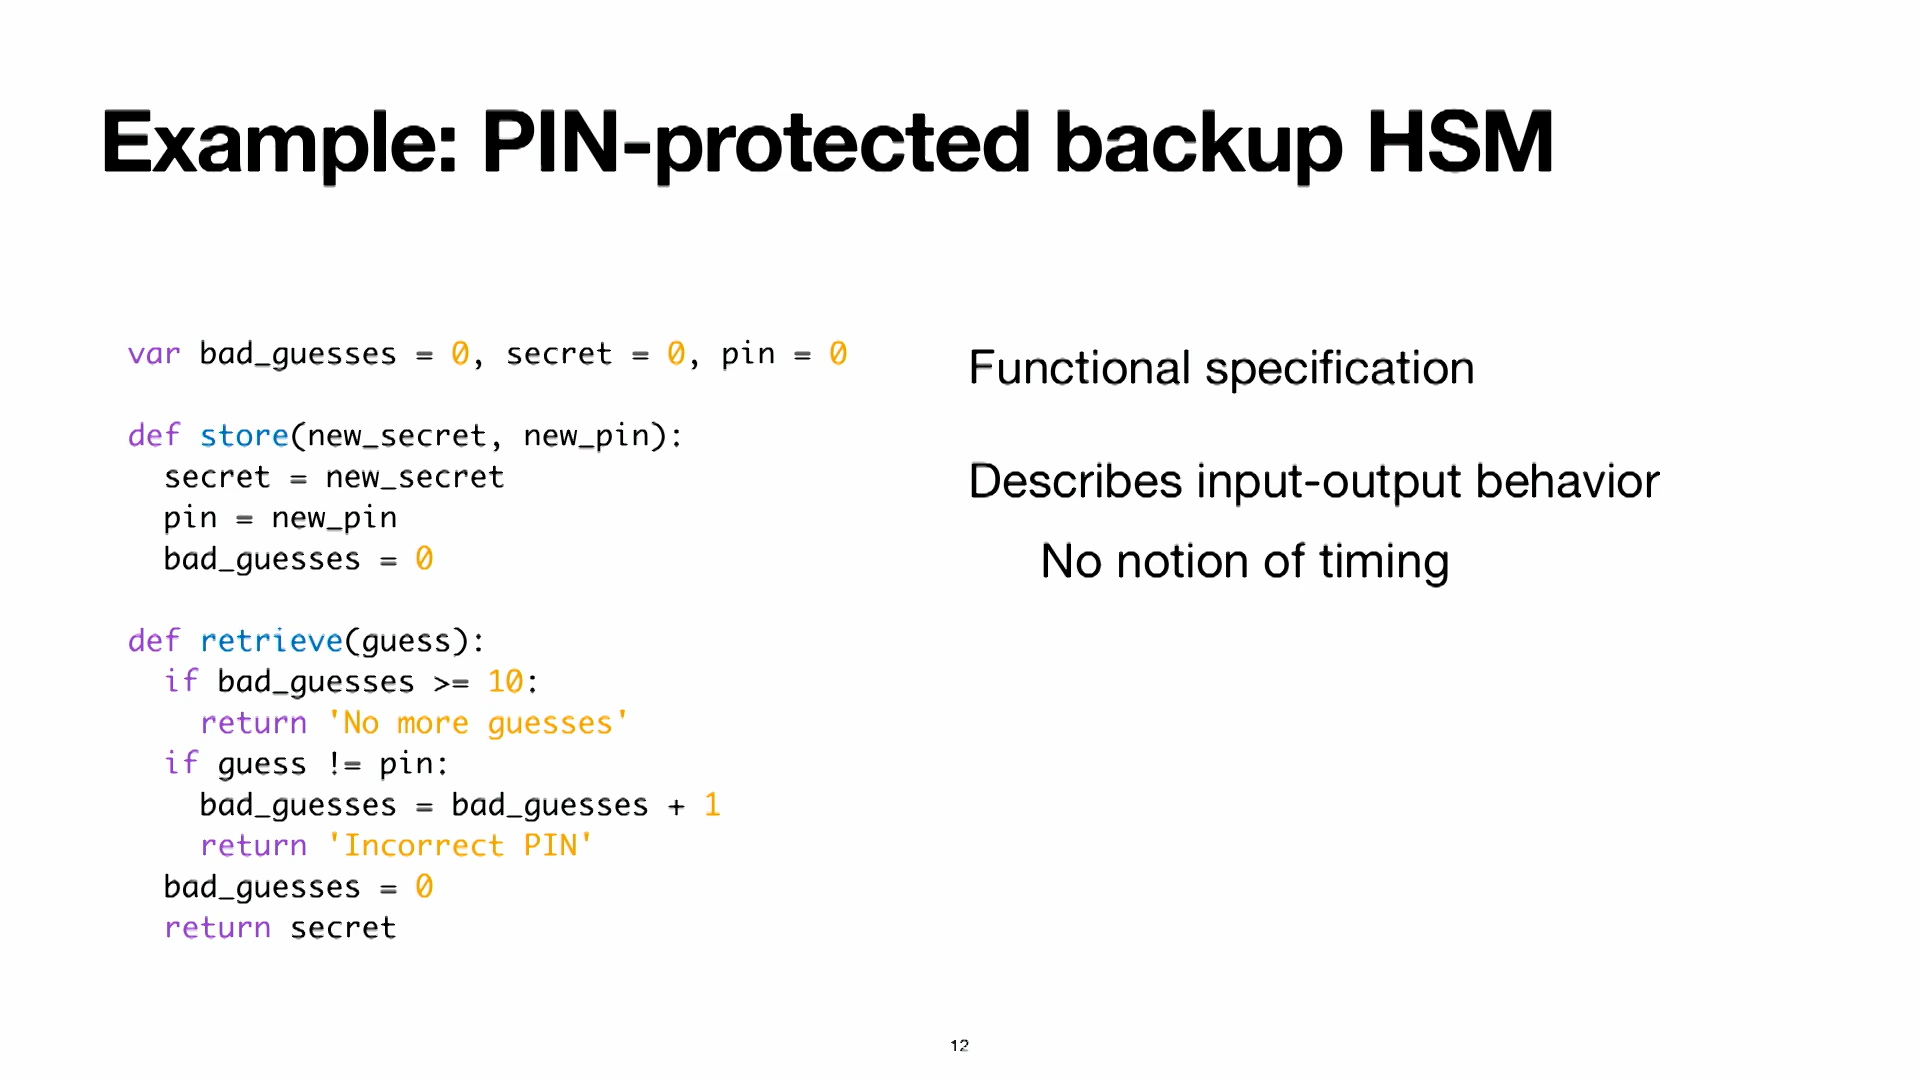 Example: PIN-protected backup HSM
var bad_guesses = 0, secret = 0, pin = 0
def store(new_secret, new_pin):
  secret = new_secret
  pin = new_pin
  bad_guesses = 0
def retrieve(guess):
  if bad_guesses >= 10:
    return 'No more guesses'
  if guess != pin:
    bad_guesses = bad_guesses + 1
    return 'Incorrect PIN'
  bad_guesses = 0
  return secret
Functional specification
Describes input-output behavior
No notion of timing
12